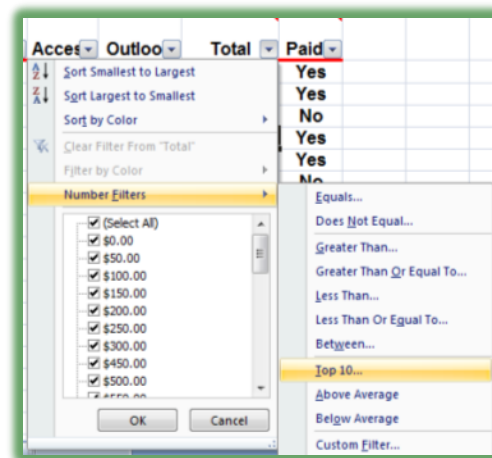 Acces Outloo Total Paid
Sort Smallest to Largest
Sort Largest to Smallest
Sort by Color
Clear Filter From "Total"
Filter by Color
Number Filters
(Select All)
$0.00
$50.00
$100.00
$150.00
$200.00
$250.00
$300.00
$450.00
$500.00
$550.00
OK Cancel
Yes
Yes
No
Yes
Yes
No
Equals...
Does Not Equal...
Greater Than...
Greater Than Or Equal To...
Less Than...
Less Than Or Equal To...
Between...
Top 10...
Above Average
Below Average
Custom Filter...